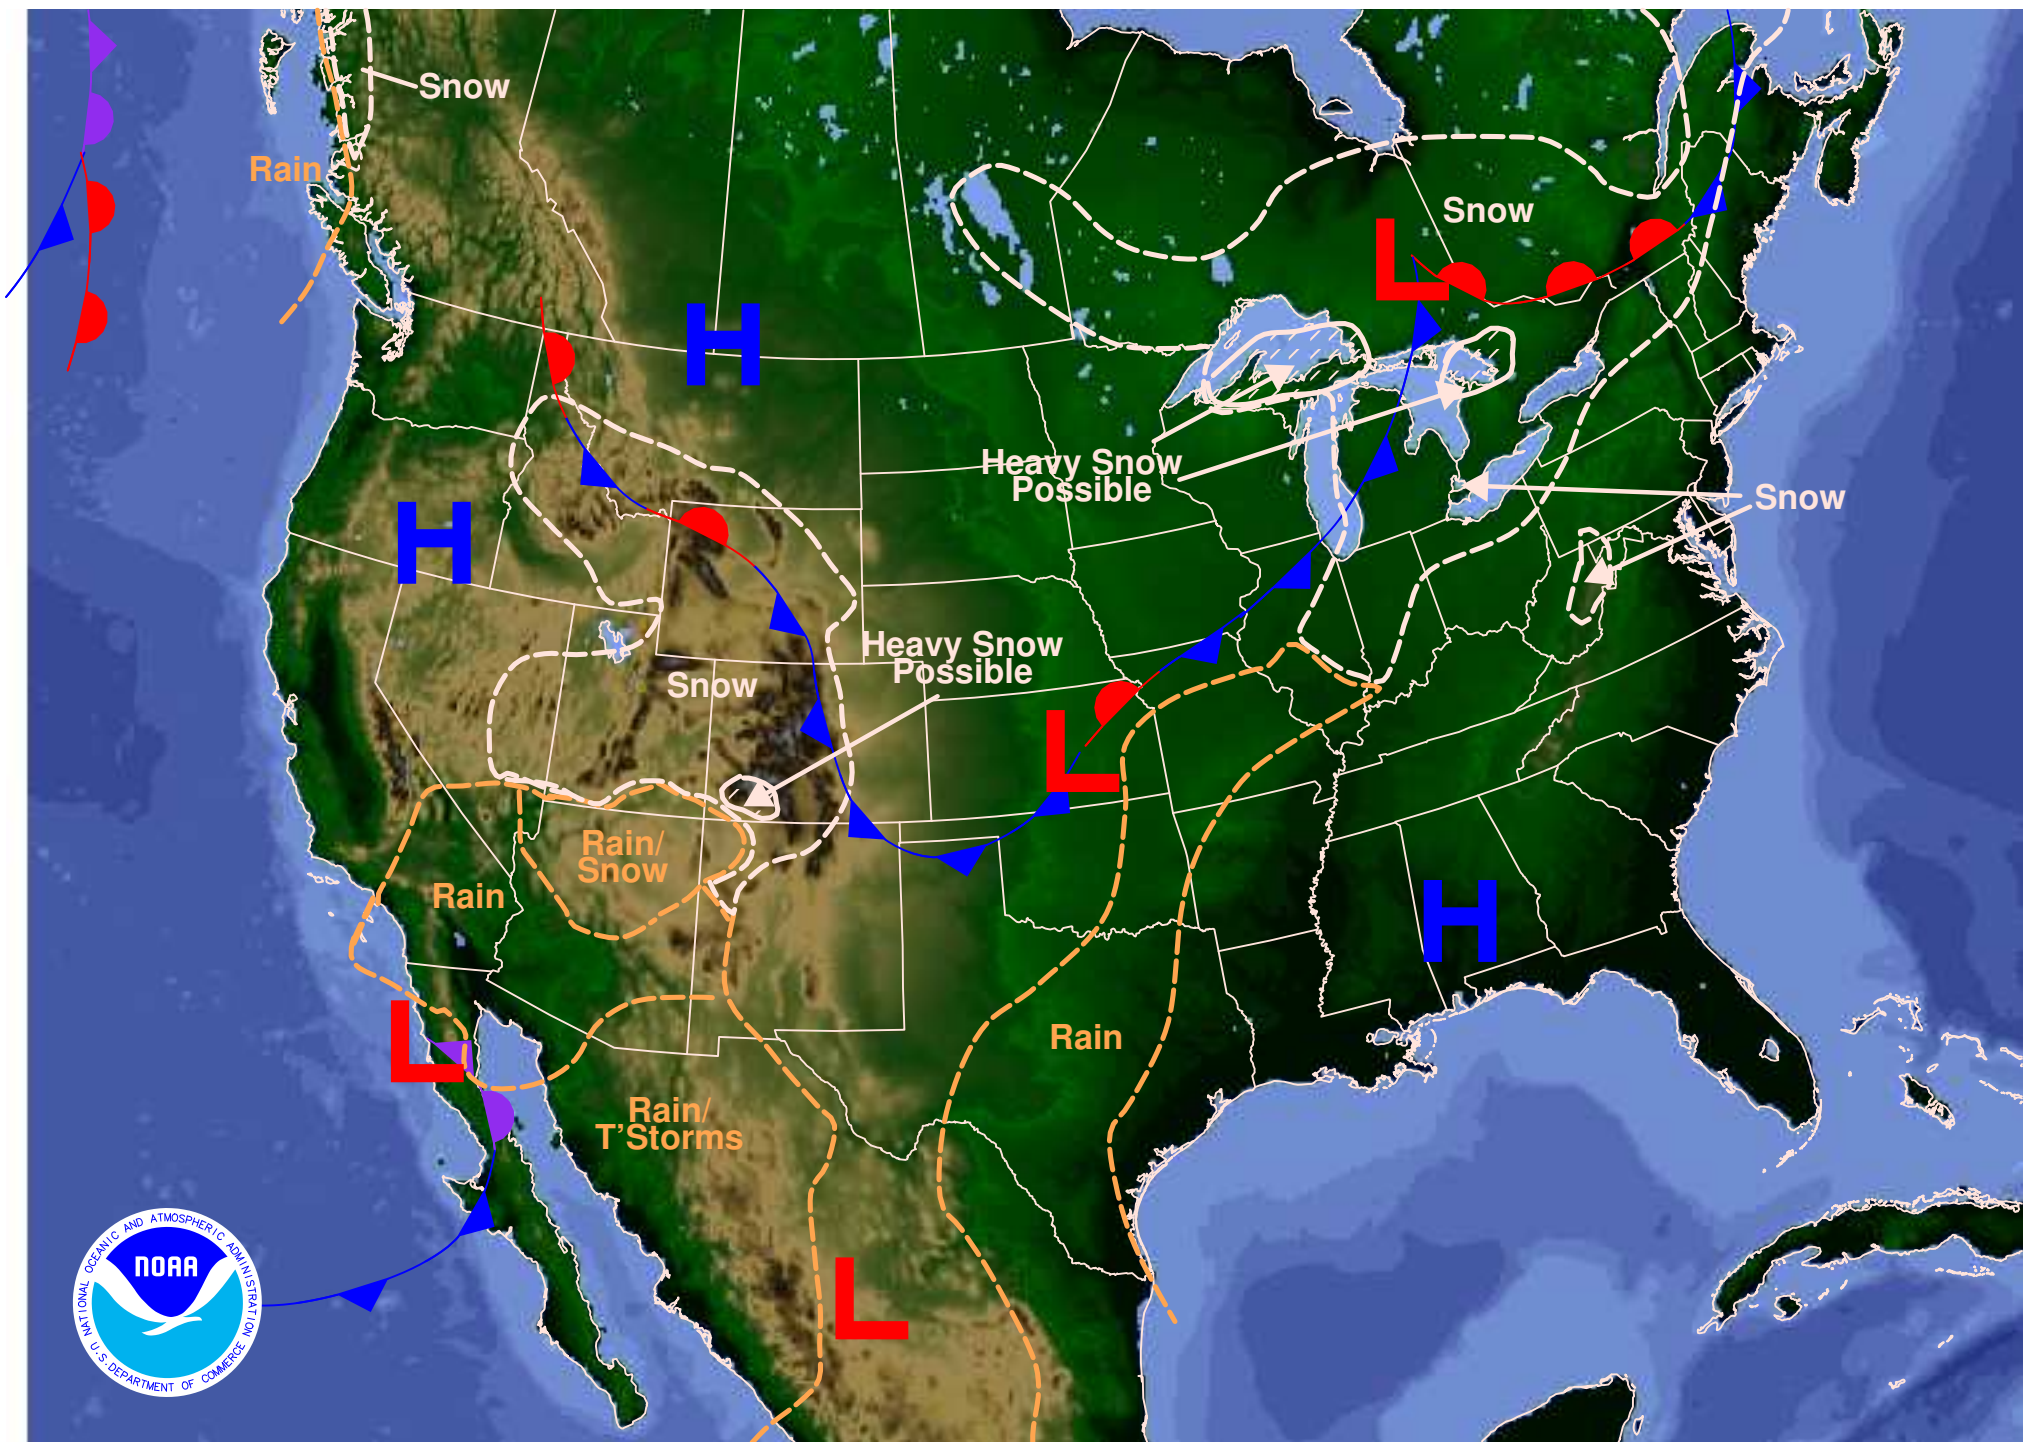 Snow
Rain
Snow
L
H
Heavy Snow
Possible
Snow
H
Heavy Snow
Possible
Snow
L
Rain/
Snow
Rain
H
L
Rain
Rain/
T'Storms
L
NATIONAL OCEANIC AND ATMOSPHERIC ADMINISTRATION
NOAA
U.S. DEPARTMENT OF COMMERCE